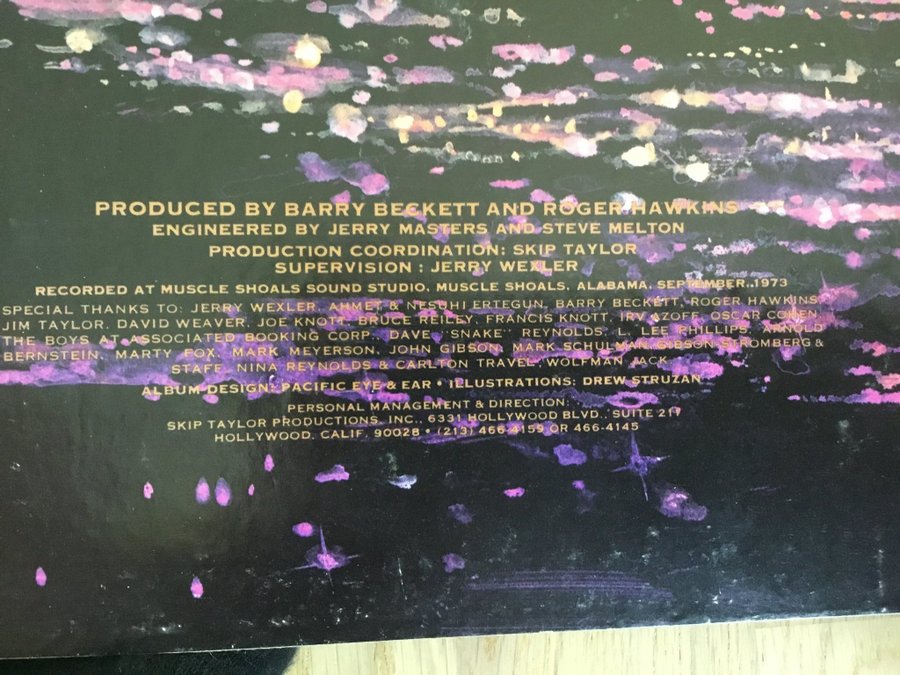 PRODUCED BY BARRY BECKETT AND ROGER HAWKINS
ENGINEERED BY JERRY MASTERS AND STEVE MELTON
PRODUCTION COORDINATION: SKIP TAYLOR
SUPERVISION : JERRY WEXLER
RECORDED AT MUSCLE SHOALS SOUND STUDIO, MUSCLE SHOALS, ALABAMA, SEPTEMBER, 1973
SPECIAL THANKS TO: JERRY WEXLER, AHMET & NESUHI ERTEGUN, BARRY BECKETT, ROGER HAWKINS
JIM TAYLOR, DAVID WEAVER, JOE KNOTT, BRUCE REILEY, FRANCIS KNOTT, IRV AZOFF, OSCAR COHEN,
THE BOYS AT ASSOCIATED BOOKING CORP., DAVE "SNAKE" REYNOLDS, L. LEE PHILLIPS, ARNOLD
BERNSTEIN, MARTY FOX, MARK MEYERSON, JOHN GIBSON, MARK SCHULMAN, GIBSON STROMBERG &
STAFF, NINA REYNOLDS & CARLTON TRAVEL, WOLFMAN JACK
ALBUM DESIGN: PACIFIC EYE & EAR • ILLUSTRATIONS: DREW STRUZAN
PERSONAL MANAGEMENT & DIRECTION:
SKIP TAYLOR PRODUCTIONS, INC., 6331 HOLLYWOOD BLVD., SUITE 217
HOLLYWOOD, CALIF. 90028 • (213) 466-4159 OR 466-4145